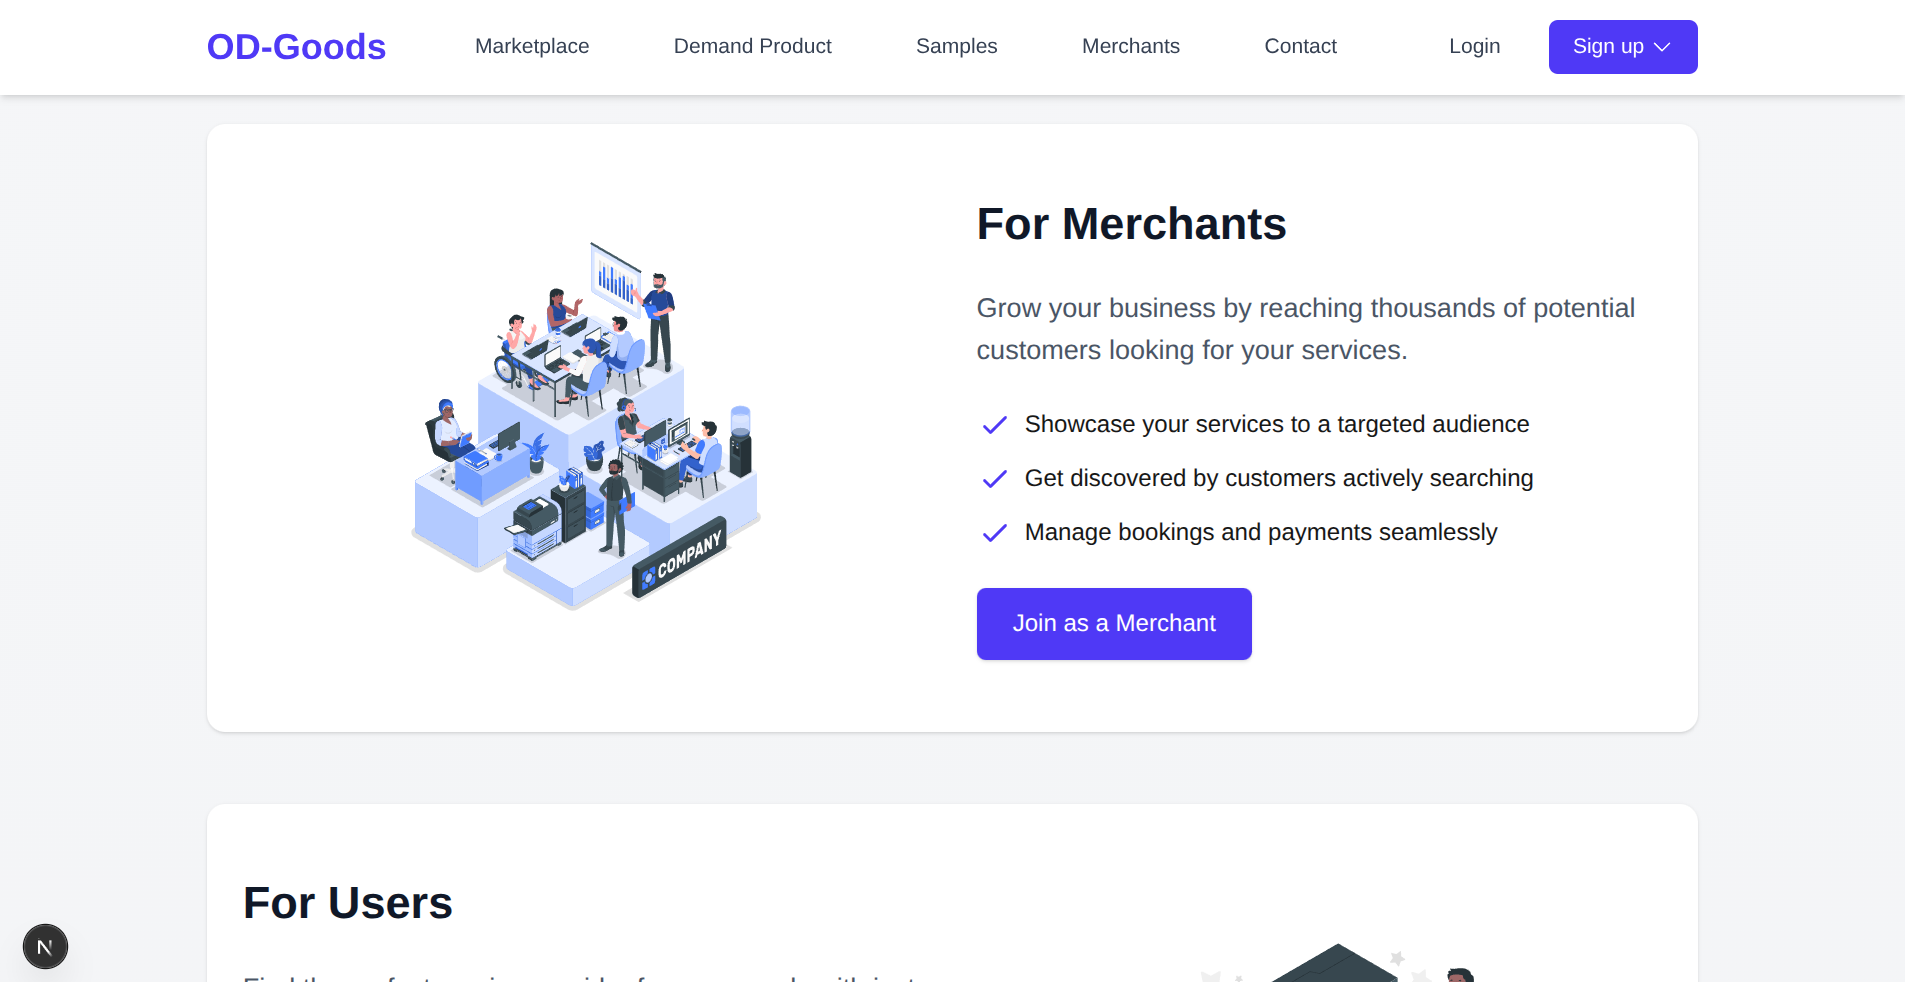 OD-Goods
Marketplace
Demand Product
Samples
Merchants
Contact
Login
Sign up
For Merchants
Grow your business by reaching thousands of potential
customers looking for your services.
Showcase your services to a targeted audience
Get discovered by customers actively searching
Manage bookings and payments seamlessly
Join as a Merchant
COMPANY
For Users
N